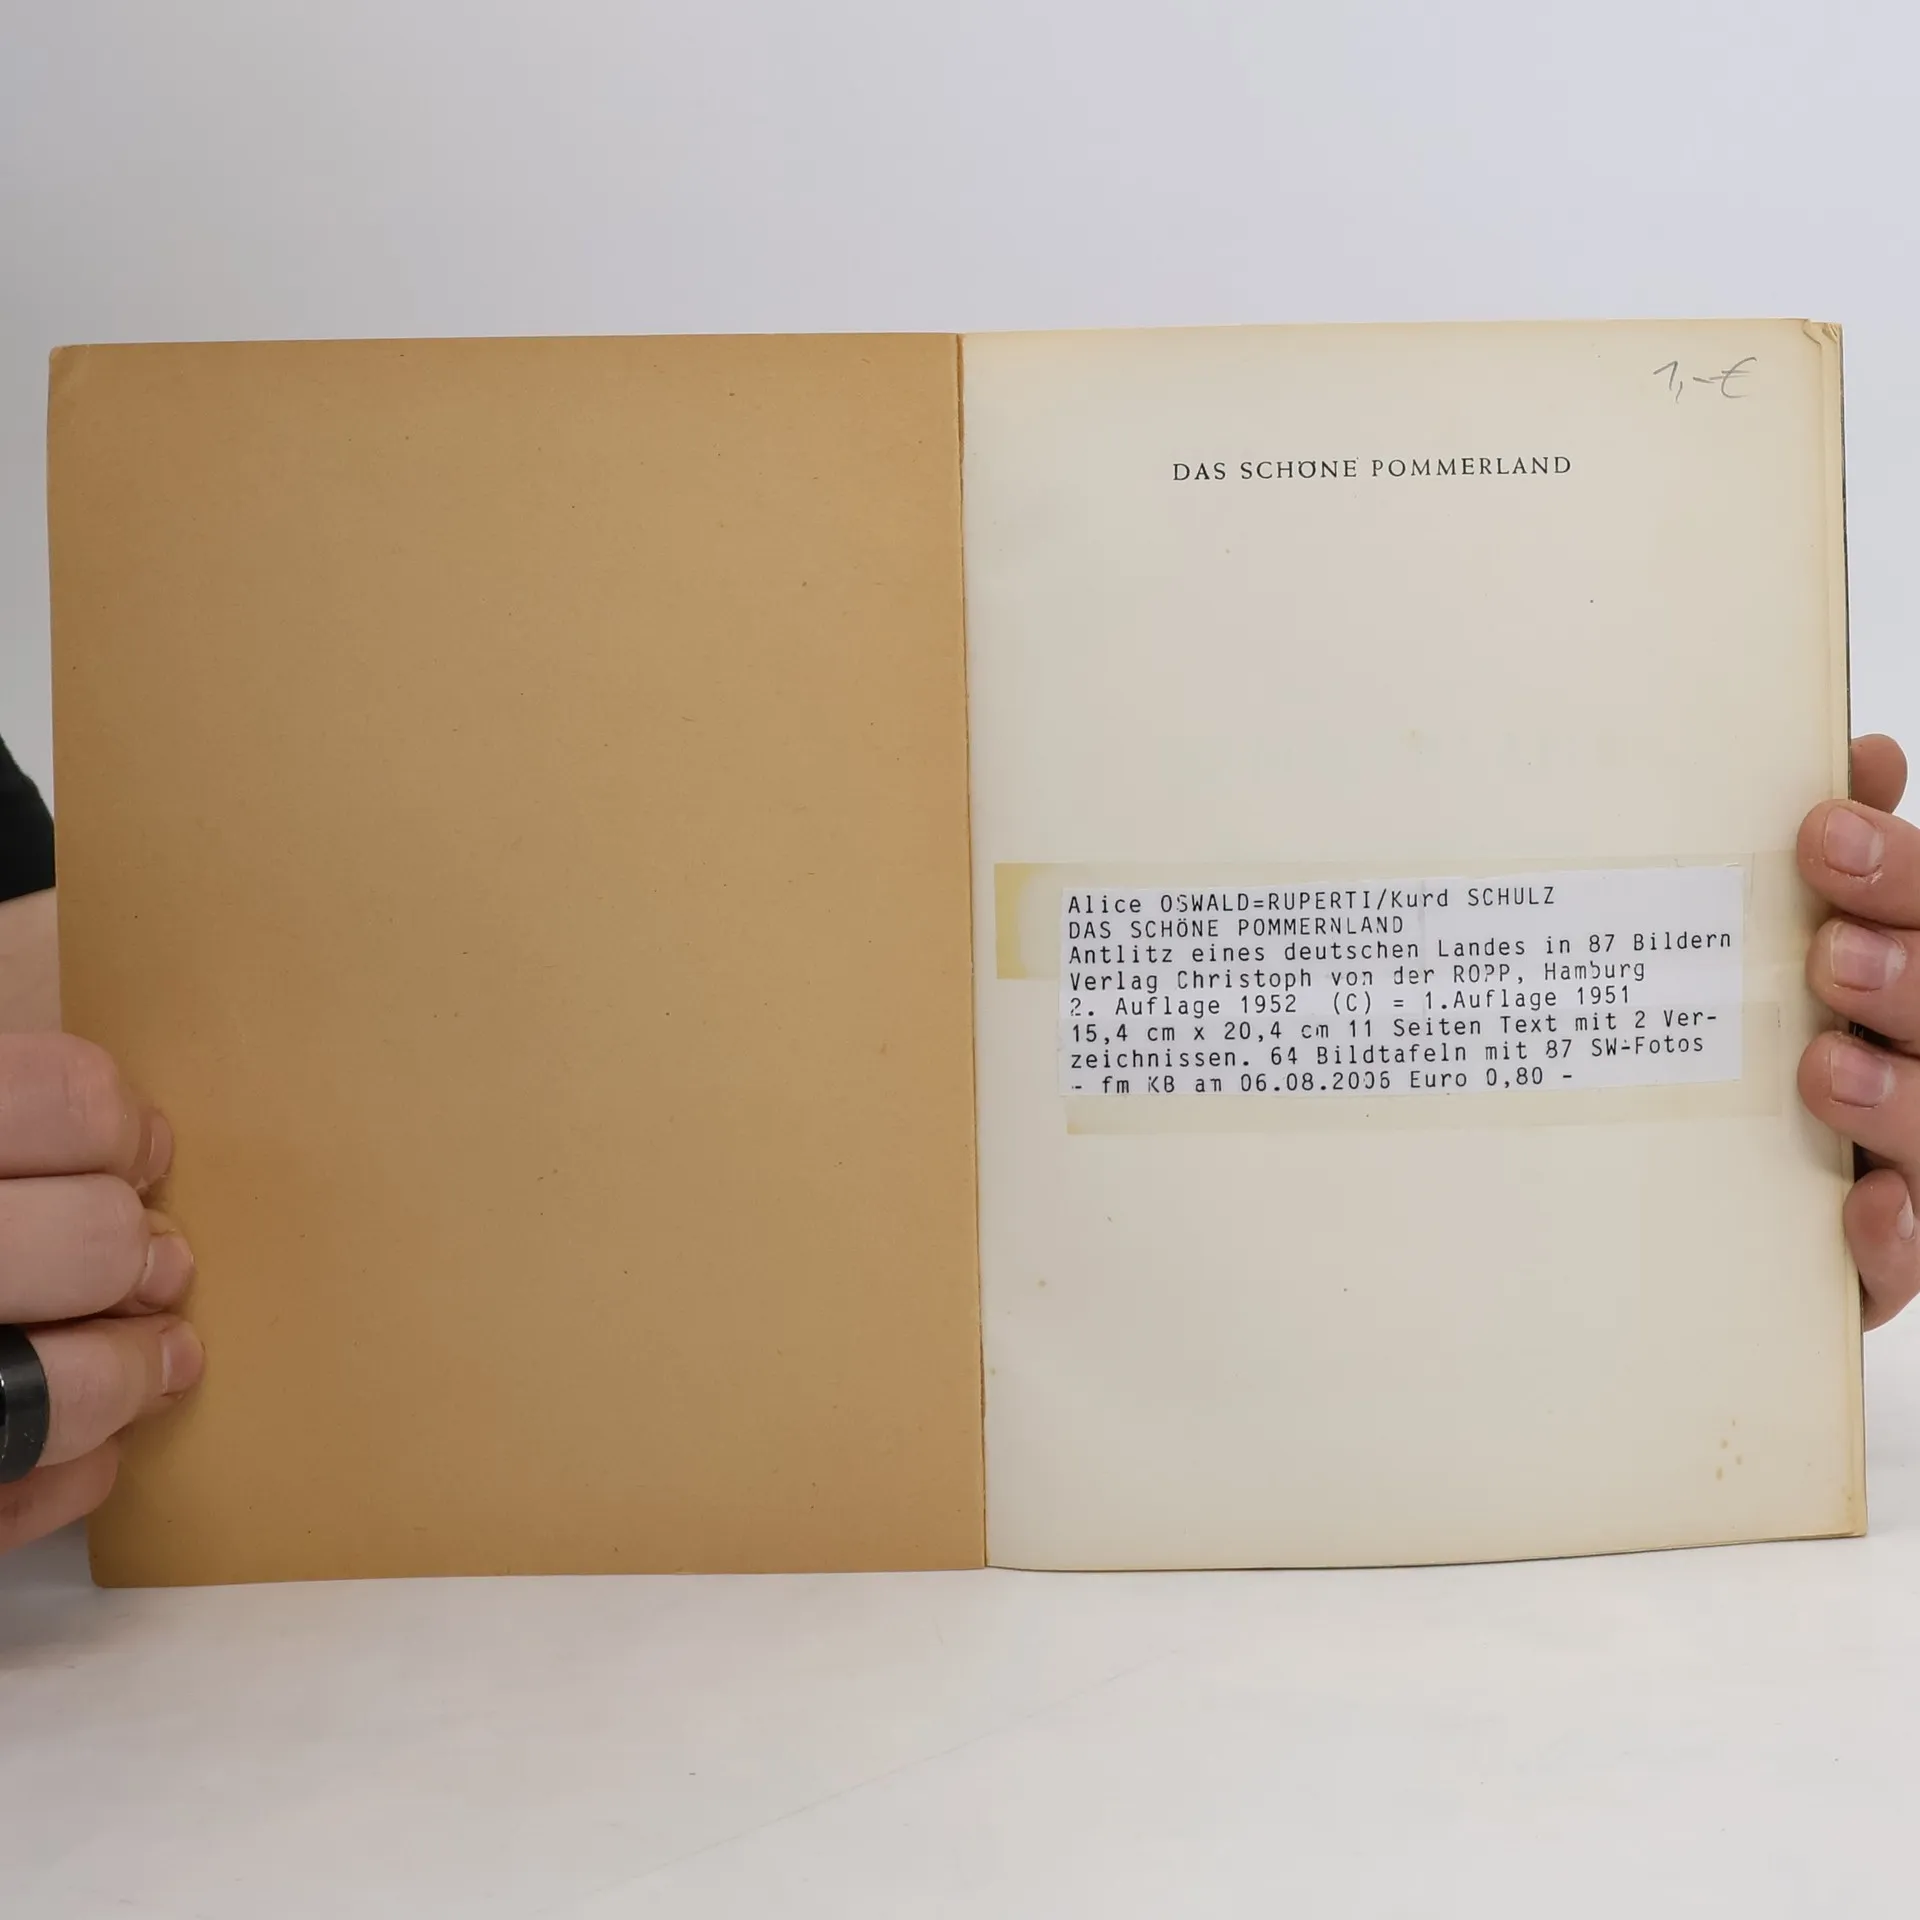 1,-€
DAS SCHÖNE POMMERLAND
Alice OSWALD=RUPERTI/Kurd SCHULZ
DAS SCHÖNE POMMERNLAND
Antlitz eines deutschen Landes in 87 Bildern
Verlag Christoph von der ROPP, Hamburg
2. Auflage 1952 (C) = 1.Auflage 1951
15,4 cm x 20,4 cm 11 Seiten Text mit 2 Ver-
zeichnissen. 64 Bildtafeln mit 87 SW-Fotos
- fm KB am 06.08.2006 Euro 0,80 -